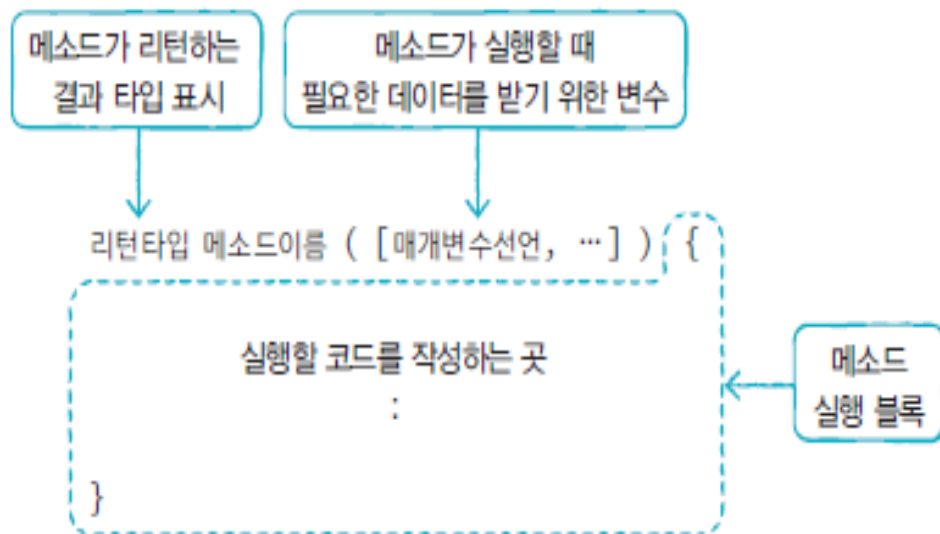 메소드가 리턴하는
결과 타입 표시
메소드가 실행할 때
필요한 데이터를 받기 위한 변수
리턴타입 메소드이름 ( [매개변수선언, …] ) {
실행할 코드를 작성하는 곳
:
메소드
실행 블록
}